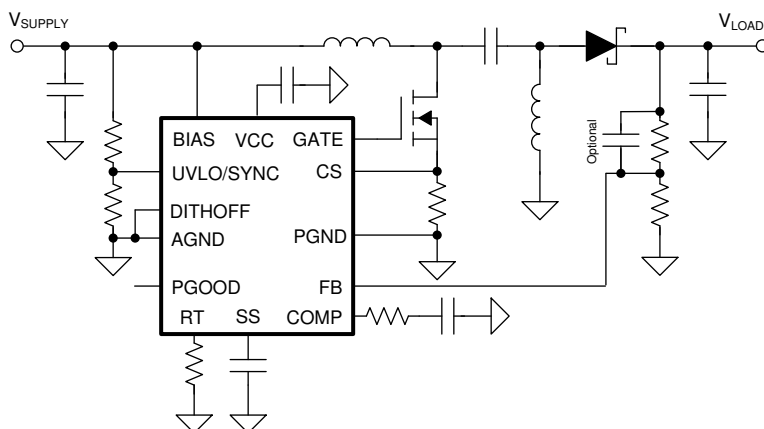 VSUPPLY
VLOAD
BIAS
VCC
GATE
Optional
UVLO/SYNC
CS
DITHOFF
AGND
PGND
PGOOD
FB
RT
SS
COMP